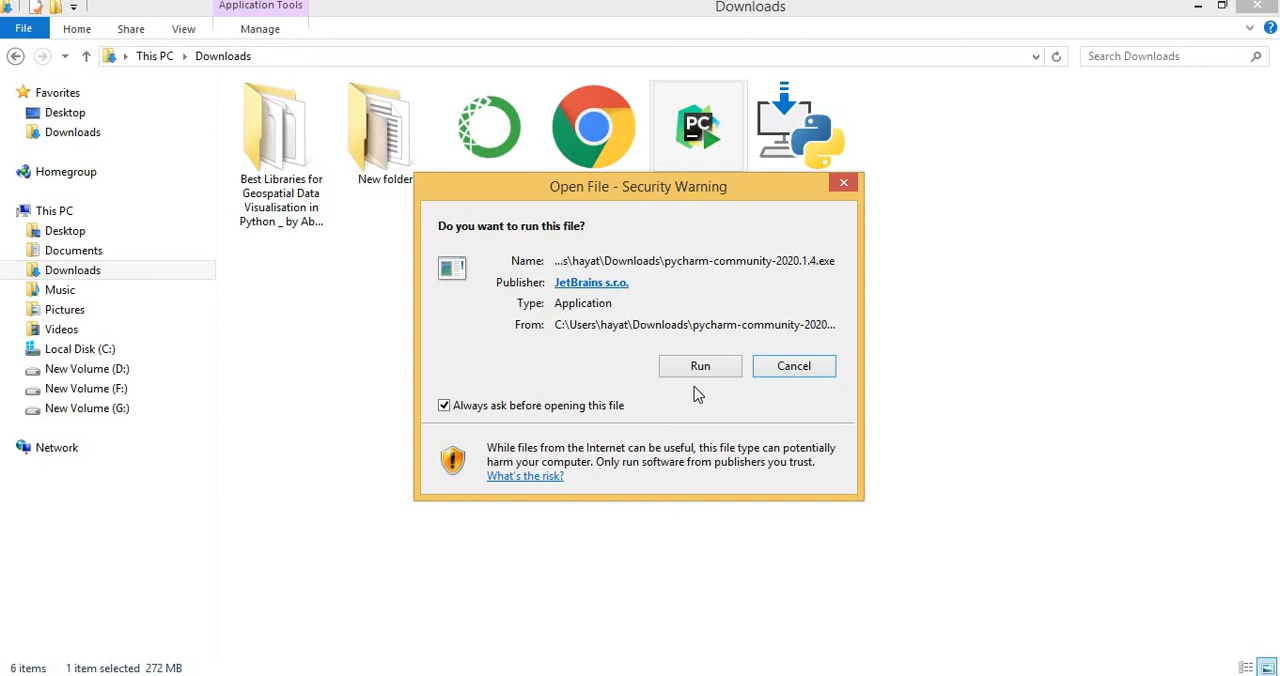 Application Tools
Downloads
File
Home
Share
View
Manage
This PC
Downloads
Search Downloads
Favorites
Desktop
Downloads
Homegroup
This PC
Desktop
Documents
Downloads
Music
Pictures
Videos
Local Disk (C:)
New Volume (D:)
New Volume (F:)
New Volume (G:)
Network
Best Libraries for
Geospatial Data
Visualisation in
Python _ by Ab...
New folder
PC
Open File - Security Warning
Do you want to run this file?
Name: ...s\hayat\Downloads\pycharm-community-2020.1.4.exe
Publisher: JetBrains s.r.o.
Type: Application
From: C:\Users\hayat\Downloads\pycharm-community-2020...
Run
Cancel
Always ask before opening this file
While files from the Internet can be useful, this file type can potentially
harm your computer. Only run software from publishers you trust.
What's the risk?
6 items
1 item selected 272 MB